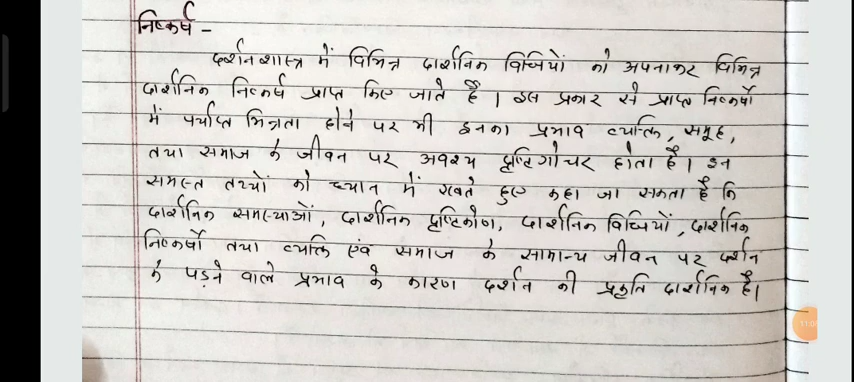 निष्कर्ष -
दर्शनशास्त्र में विभिन्न दार्शनिक विधियों को अपनाकर विभिन्न
दार्शनिक निष्कर्ष प्राप्त किए जाते है । इस प्रकार से प्राप्त निष्कर्षो
में पर्याप्त भिन्नता होने पर भी इनका प्रभाव व्यक्ति, समूह,
तथा समाज के जीवन पर अवश्य दृष्टिगोचर होता है। इन
समस्त तथ्यों को ध्यान में रखते हुए कहा जा सकता है कि
दार्शनिक समस्याओं, दार्शनिक दृष्टिकोण, दार्शनिक विधियों, दार्शनिक
निष्कर्षो तथा व्यक्ति एवं समाज के सामान्य जीवन पर दर्शन
के पड़ने वाले प्रभाव के कारण दर्शन की प्रकृति दार्शनिक है।